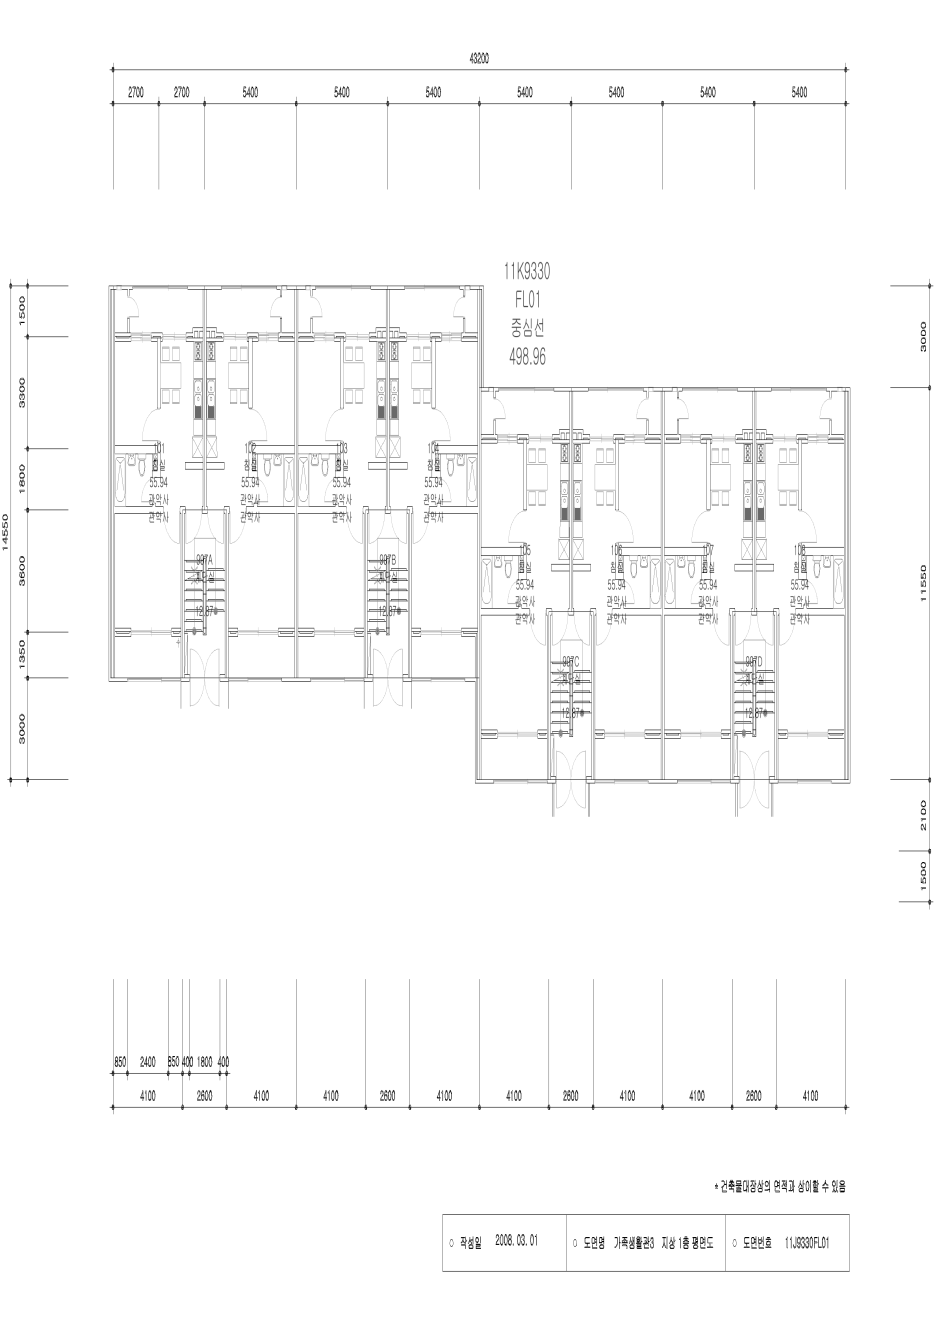 43200
2700 2700 5400 5400 5400 5400 5400 5400 5400
11K9330
FL01
중심선
498.96
1500
3300
1800
3600
1350
3000
14550
3000
11550
2100
1500
101 102 103 104
침실 침실 침실 침실
55.94 55.94 55.94 55.94
관악사 관악사 관악사 관악사
관악사 관악사 관악사 관악사
997A 997B
계단실 계단실
12.87 12.87
105 106 107 108
침실 침실 침실 침실
55.94 55.94 55.94 55.94
관악사 관악사 관악사 관악사
관악사 관악사 관악사 관악사
997C 997D
계단실 계단실
12.87 12.87
850 2400 850 400 1800 400
4100 2600 4100 4100 2600 4100 4100 2600 4100 4100 2600 4100
* 건축물대장상의 면적과 상이할 수 있음
○ 작성일 2008.03.01 ○ 도면명 가족생활관3 지상 1층 평면도 ○ 도면번호 11J9330FL01